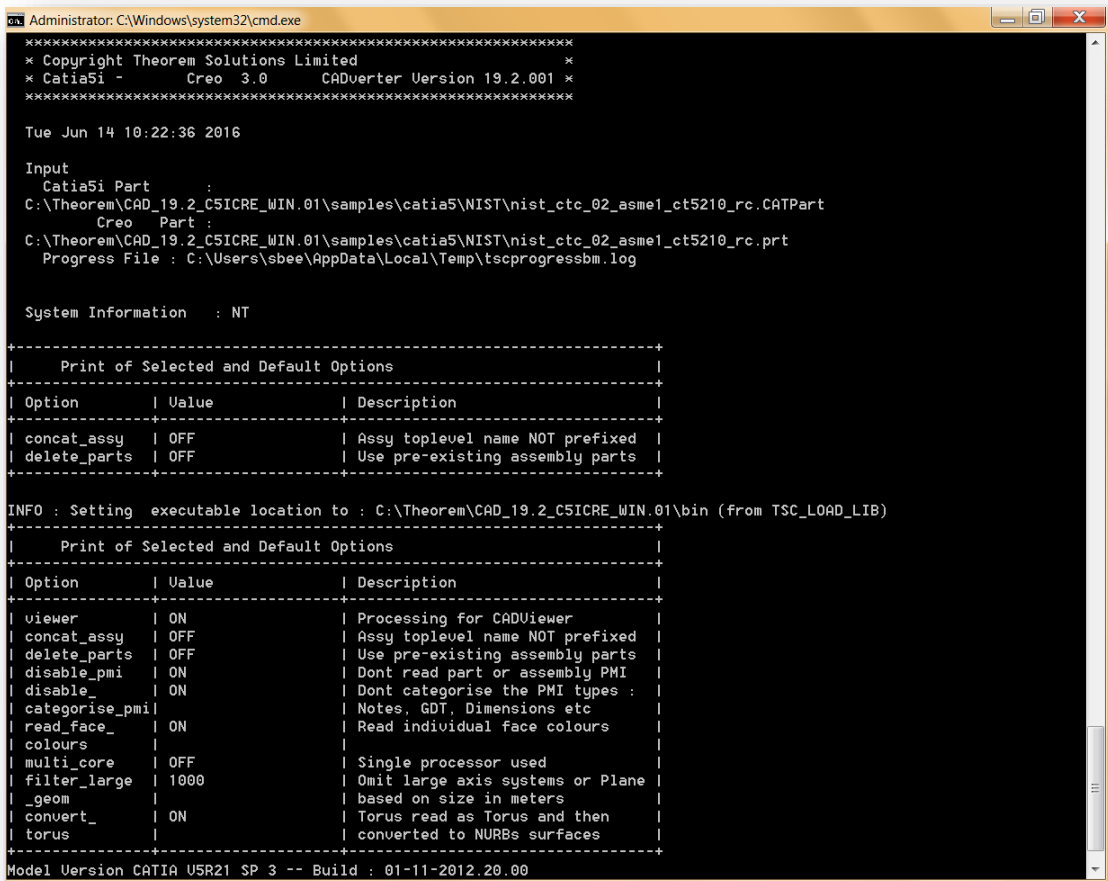 Administrator: C:\Windows\system32\cmd.exe
*************************************************************
* Copyright Theorem Solutions Limited                       *
* Catia5i -       Creo  3.0      CADverter Version 19.2.001 *
*************************************************************
Tue Jun 14 10:22:36 2016
Input
Catia5i Part      :
C:\Theorem\CAD_19.2_C5ICRE_WIN.01\samples\catia5\NIST\nist_ctc_02_asme1_ct5210_rc.CATPart
Creo   Part :
C:\Theorem\CAD_19.2_C5ICRE_WIN.01\samples\catia5\NIST\nist_ctc_02_asme1_ct5210_rc.prt
Progress File : C:\Users\sbee\AppData\Local\Temp\tscprogressbm.log
System Information   : NT
+-----------------------------------------------------------------------+
|     Print of Selected and Default Options                             |
+-----------------------------------------------------------------------+
| Option        | Value              | Description                      |
+---------------+--------------------+----------------------------------+
| concat_assy   | OFF                | Assy toplevel name NOT prefixed  |
| delete_parts  | OFF                | Use pre-existing assembly parts  |
+---------------+--------------------+----------------------------------+
INFO : Setting  executable location to : C:\Theorem\CAD_19.2_C5ICRE_WIN.01\bin (from TSC_LOAD_LIB)
+-----------------------------------------------------------------------+
|     Print of Selected and Default Options                             |
+-----------------------------------------------------------------------+
| Option        | Value              | Description                      |
+---------------+--------------------+----------------------------------+
| viewer        | ON                 | Processing for CADViewer         |
| concat_assy   | OFF                | Assy toplevel name NOT prefixed  |
| delete_parts  | OFF                | Use pre-existing assembly parts  |
| disable_pmi   | ON                 | Dont read part or assembly PMI   |
| disable_      | ON                 | Dont categorise the PMI types :  |
| categorise_pmi|                    | Notes, GDT, Dimensions etc       |
| read_face_    | ON                 | Read individual face colours     |
| colours       |                    |                                  |
| multi_core    | OFF                | Single processor used            |
| filter_large  | 1000               | Omit large axis systems or Plane |
| _geom         |                    | based on size in meters          |
| convert_      | ON                 | Torus read as Torus and then     |
| torus         |                    | converted to NURBs surfaces      |
+---------------+--------------------+----------------------------------+
Model Version CATIA V5R21 SP 3 -- Build : 01-11-2012.20.00